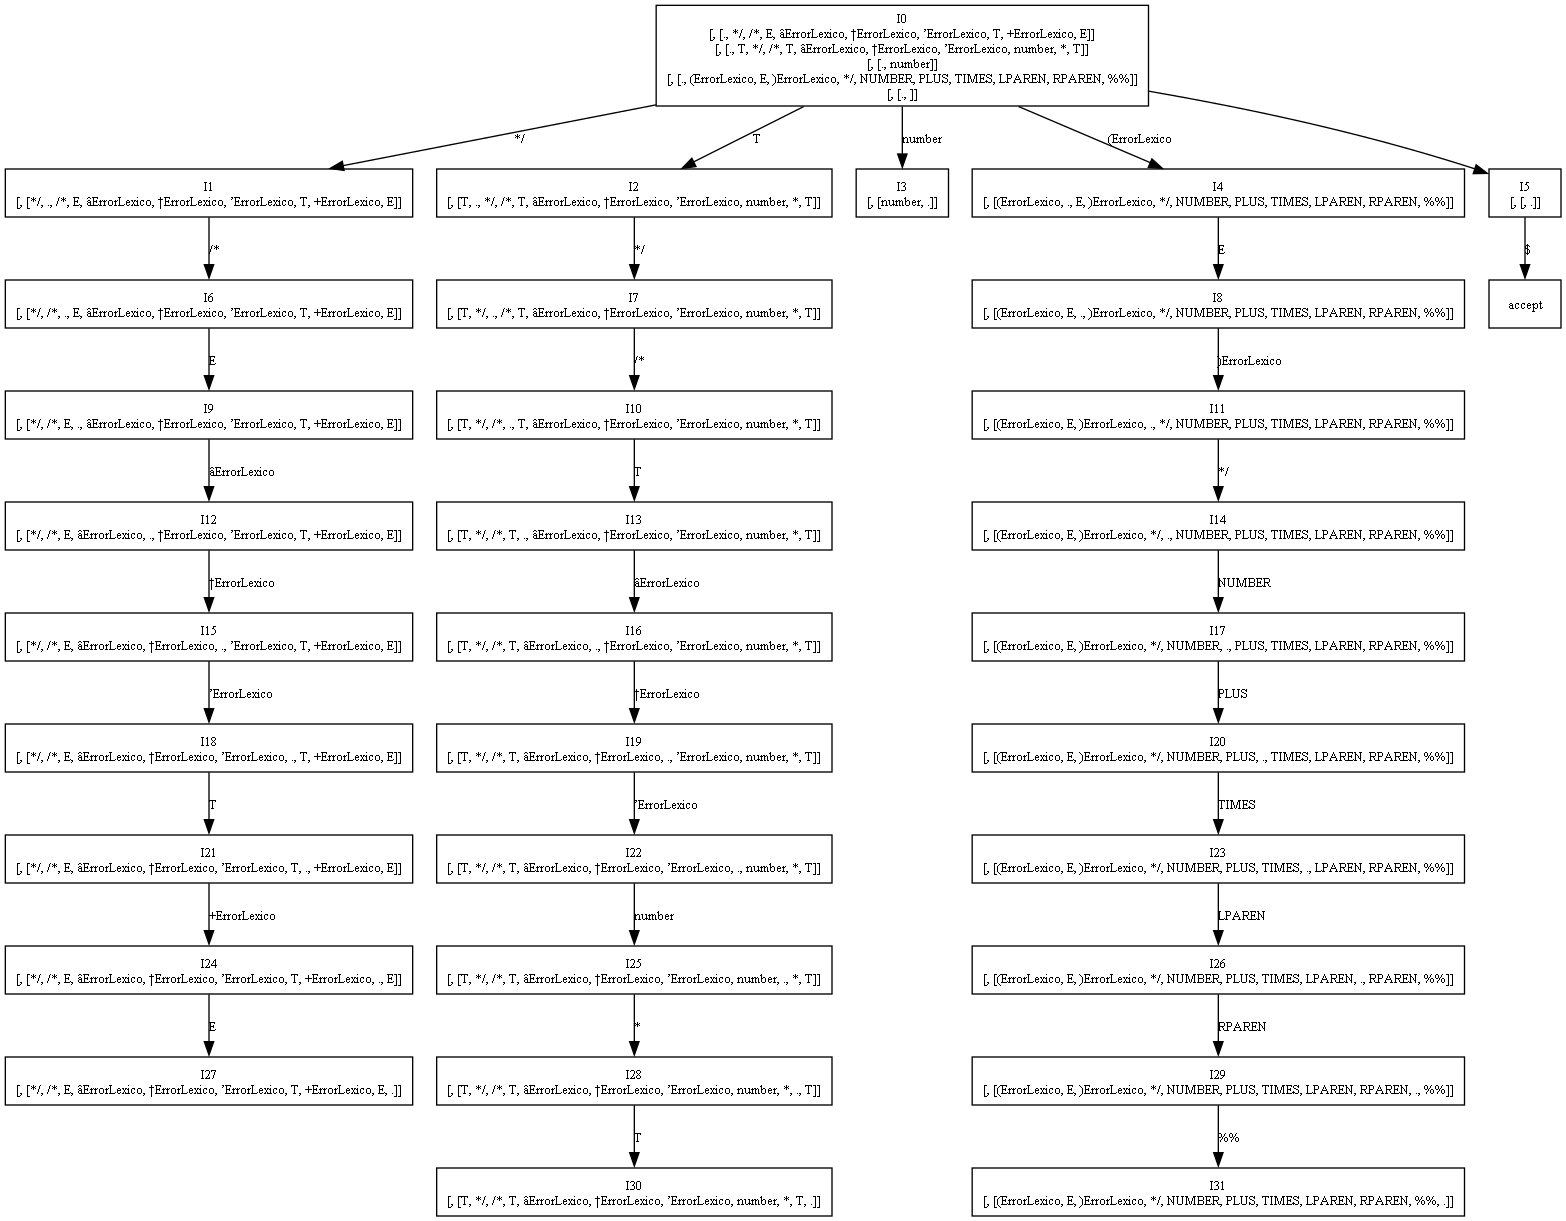 I0
[, [., */, /*, E, âErrorLexico, †ErrorLexico, ’ErrorLexico, T, +ErrorLexico, E]]
[, [., T, */, /*, T, âErrorLexico, †ErrorLexico, ’ErrorLexico, number, *, T]]
[, [., number]]
[, [., (ErrorLexico, E, )ErrorLexico, */, NUMBER, PLUS, TIMES, LPAREN, RPAREN, %%]]
[, [., ]]
*/
T
number
(ErrorLexico
I1
[, [*/, ., /*, E, âErrorLexico, †ErrorLexico, ’ErrorLexico, T, +ErrorLexico, E]]
I2
[, [T, ., */, /*, T, âErrorLexico, †ErrorLexico, ’ErrorLexico, number, *, T]]
I3
[, [number, .]]
I4
[, [(ErrorLexico, ., E, )ErrorLexico, */, NUMBER, PLUS, TIMES, LPAREN, RPAREN, %%]]
I5
[, [, .]]
/*
*/
E
$
I6
[, [*/, /*, ., E, âErrorLexico, †ErrorLexico, ’ErrorLexico, T, +ErrorLexico, E]]
I7
[, [T, */, ., /*, T, âErrorLexico, †ErrorLexico, ’ErrorLexico, number, *, T]]
I8
[, [(ErrorLexico, E, ., )ErrorLexico, */, NUMBER, PLUS, TIMES, LPAREN, RPAREN, %%]]
accept
E
/*
)ErrorLexico
I9
[, [*/, /*, E, ., âErrorLexico, †ErrorLexico, ’ErrorLexico, T, +ErrorLexico, E]]
I10
[, [T, */, /*, ., T, âErrorLexico, †ErrorLexico, ’ErrorLexico, number, *, T]]
I11
[, [(ErrorLexico, E, )ErrorLexico, ., */, NUMBER, PLUS, TIMES, LPAREN, RPAREN, %%]]
âErrorLexico
T
*/
I12
[, [*/, /*, E, âErrorLexico, ., †ErrorLexico, ’ErrorLexico, T, +ErrorLexico, E]]
I13
[, [T, */, /*, T, ., âErrorLexico, †ErrorLexico, ’ErrorLexico, number, *, T]]
I14
[, [(ErrorLexico, E, )ErrorLexico, */, ., NUMBER, PLUS, TIMES, LPAREN, RPAREN, %%]]
†ErrorLexico
âErrorLexico
NUMBER
I15
[, [*/, /*, E, âErrorLexico, †ErrorLexico, ., ’ErrorLexico, T, +ErrorLexico, E]]
I16
[, [T, */, /*, T, âErrorLexico, ., †ErrorLexico, ’ErrorLexico, number, *, T]]
I17
[, [(ErrorLexico, E, )ErrorLexico, */, NUMBER, ., PLUS, TIMES, LPAREN, RPAREN, %%]]
’ErrorLexico
†ErrorLexico
PLUS
I18
[, [*/, /*, E, âErrorLexico, †ErrorLexico, ’ErrorLexico, ., T, +ErrorLexico, E]]
I19
[, [T, */, /*, T, âErrorLexico, †ErrorLexico, ., ’ErrorLexico, number, *, T]]
I20
[, [(ErrorLexico, E, )ErrorLexico, */, NUMBER, PLUS, ., TIMES, LPAREN, RPAREN, %%]]
T
’ErrorLexico
TIMES
I21
[, [*/, /*, E, âErrorLexico, †ErrorLexico, ’ErrorLexico, T, ., +ErrorLexico, E]]
I22
[, [T, */, /*, T, âErrorLexico, †ErrorLexico, ’ErrorLexico, ., number, *, T]]
I23
[, [(ErrorLexico, E, )ErrorLexico, */, NUMBER, PLUS, TIMES, ., LPAREN, RPAREN, %%]]
+ErrorLexico
number
LPAREN
I24
[, [*/, /*, E, âErrorLexico, †ErrorLexico, ’ErrorLexico, T, +ErrorLexico, ., E]]
I25
[, [T, */, /*, T, âErrorLexico, †ErrorLexico, ’ErrorLexico, number, ., *, T]]
I26
[, [(ErrorLexico, E, )ErrorLexico, */, NUMBER, PLUS, TIMES, LPAREN, ., RPAREN, %%]]
E
*
RPAREN
I27
[, [*/, /*, E, âErrorLexico, †ErrorLexico, ’ErrorLexico, T, +ErrorLexico, E, .]]
I28
[, [T, */, /*, T, âErrorLexico, †ErrorLexico, ’ErrorLexico, number, *, ., T]]
I29
[, [(ErrorLexico, E, )ErrorLexico, */, NUMBER, PLUS, TIMES, LPAREN, RPAREN, ., %%]]
T
%%
I30
[, [T, */, /*, T, âErrorLexico, †ErrorLexico, ’ErrorLexico, number, *, T, .]]
I31
[, [(ErrorLexico, E, )ErrorLexico, */, NUMBER, PLUS, TIMES, LPAREN, RPAREN, %%, .]]